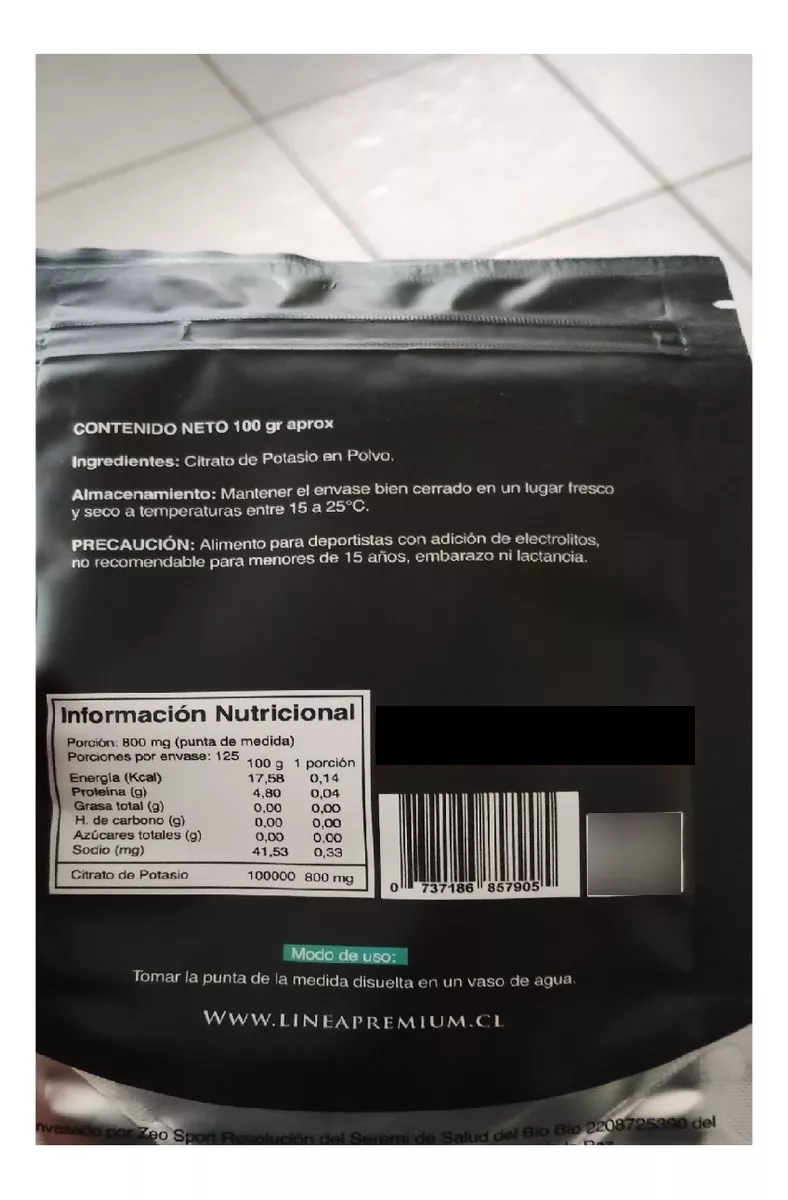 CONTENIDO NETO 100 gr aprox
Ingredientes: Citrato de Potasio en Polvo.
Almacenamiento: Mantener el envase bien cerrado en un lugar fresco
y seco a temperaturas entre 15 a 25°C.
PRECAUCIÓN: Alimento para deportistas con adición de electrolitos,
no recomendable para menores de 15 años, embarazo ni lactancia.
Información Nutricional
Porción: 800 mg (punta de medida)
Porciones por envase: 125
100 g 1 porción
Energía (Kcal) 17,58 0,14
Proteína (g) 4,80 0,04
Grasa total (g) 0,00 0,00
H. de carbono (g) 0,00 0,00
Azúcares totales (g) 0,00 0,00
Sodio (mg) 41,53 0,33
Citrato de Potasio 100000 800 mg
0 737186 857905
Modo de uso:
Tomar la punta de la medida disuelta en un vaso de agua.
WWW.LINEAPREMIUM.CL
por Zeo Sport Resolución del Seremi de Salud del Bio Bio 2208725390 del